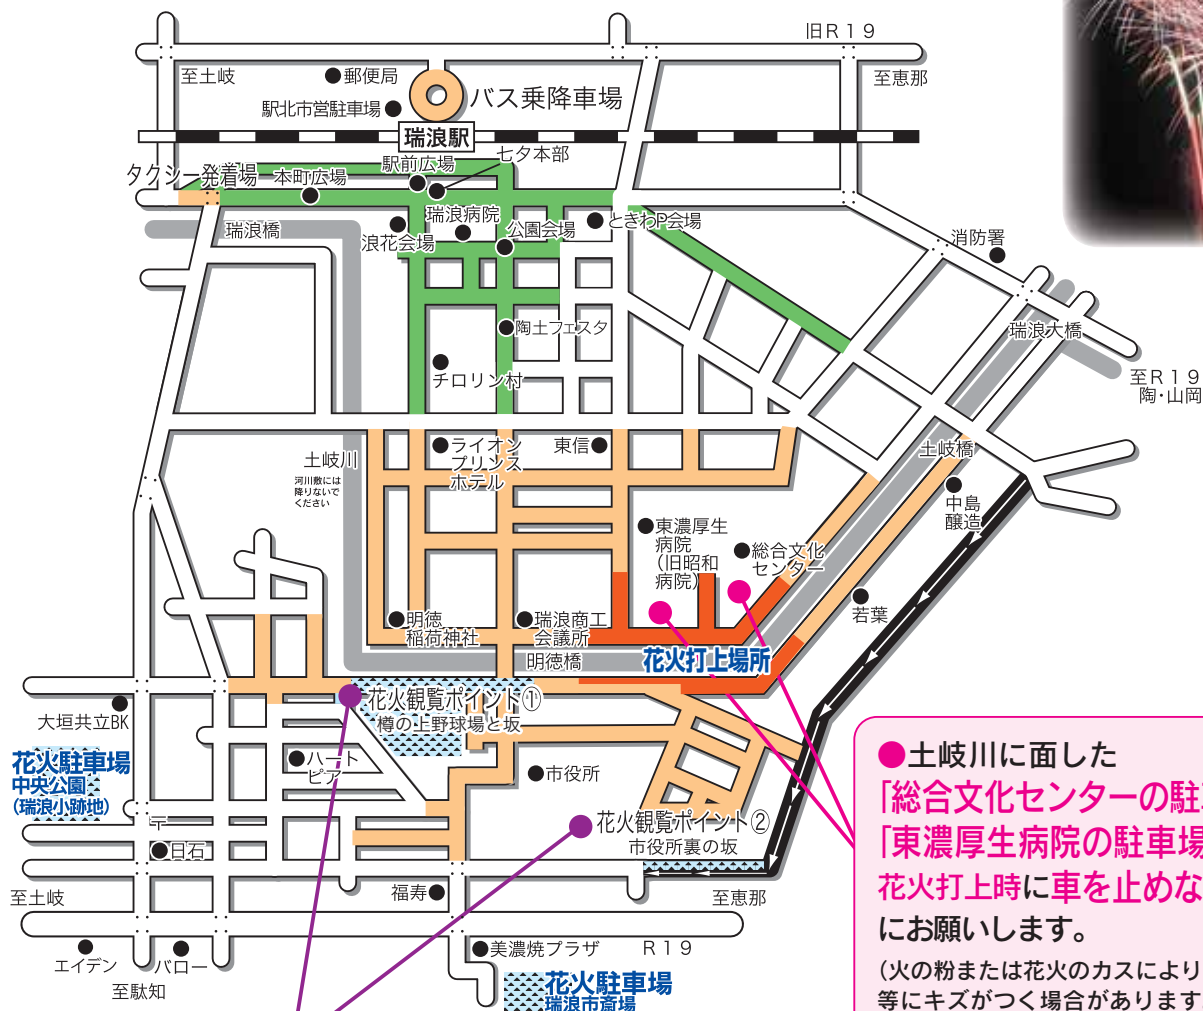 旧R19
至土岐
郵便局
至恵那
バス乗降車場
駅北市営駐車場
瑞浪駅
七夕本部
駅前広場
タクシー発着場
本町広場
瑞浪病院
ときわP会場
瑞浪橋
浪花会場
公園会場
消防署
陶土フェスタ
瑞浪大橋
チロリン村
至R19
陶・山岡
ライオン
プリンス
ホテル
東信
土岐川
河川敷には
降りないで
ください
土岐橋
中島
醸造
東濃厚生
病院
(旧昭和
病院)
総合文化
センター
若葉
明徳
稲荷神社
瑞浪商工
会議所
明徳橋
花火打上場所
花火観覧ポイント①
樽の上野球場と坂
大垣共立BK
花火駐車場
中央公園
(瑞浪小跡地)
ハート
ピア
市役所
〒
日石
花火観覧ポイント②
市役所裏の坂
至土岐
福寿
至恵那
エイデン
バロー
美濃焼プラザ
R19
至駄知
花火駐車場
瑞浪市斎場
●土岐川に面した
「総合文化センターの駐
「東濃厚生病院の駐車場
花火打上時に車を止めな
にお願いします。
(火の粉または花火のカスにより
等にキズがつく場合があります